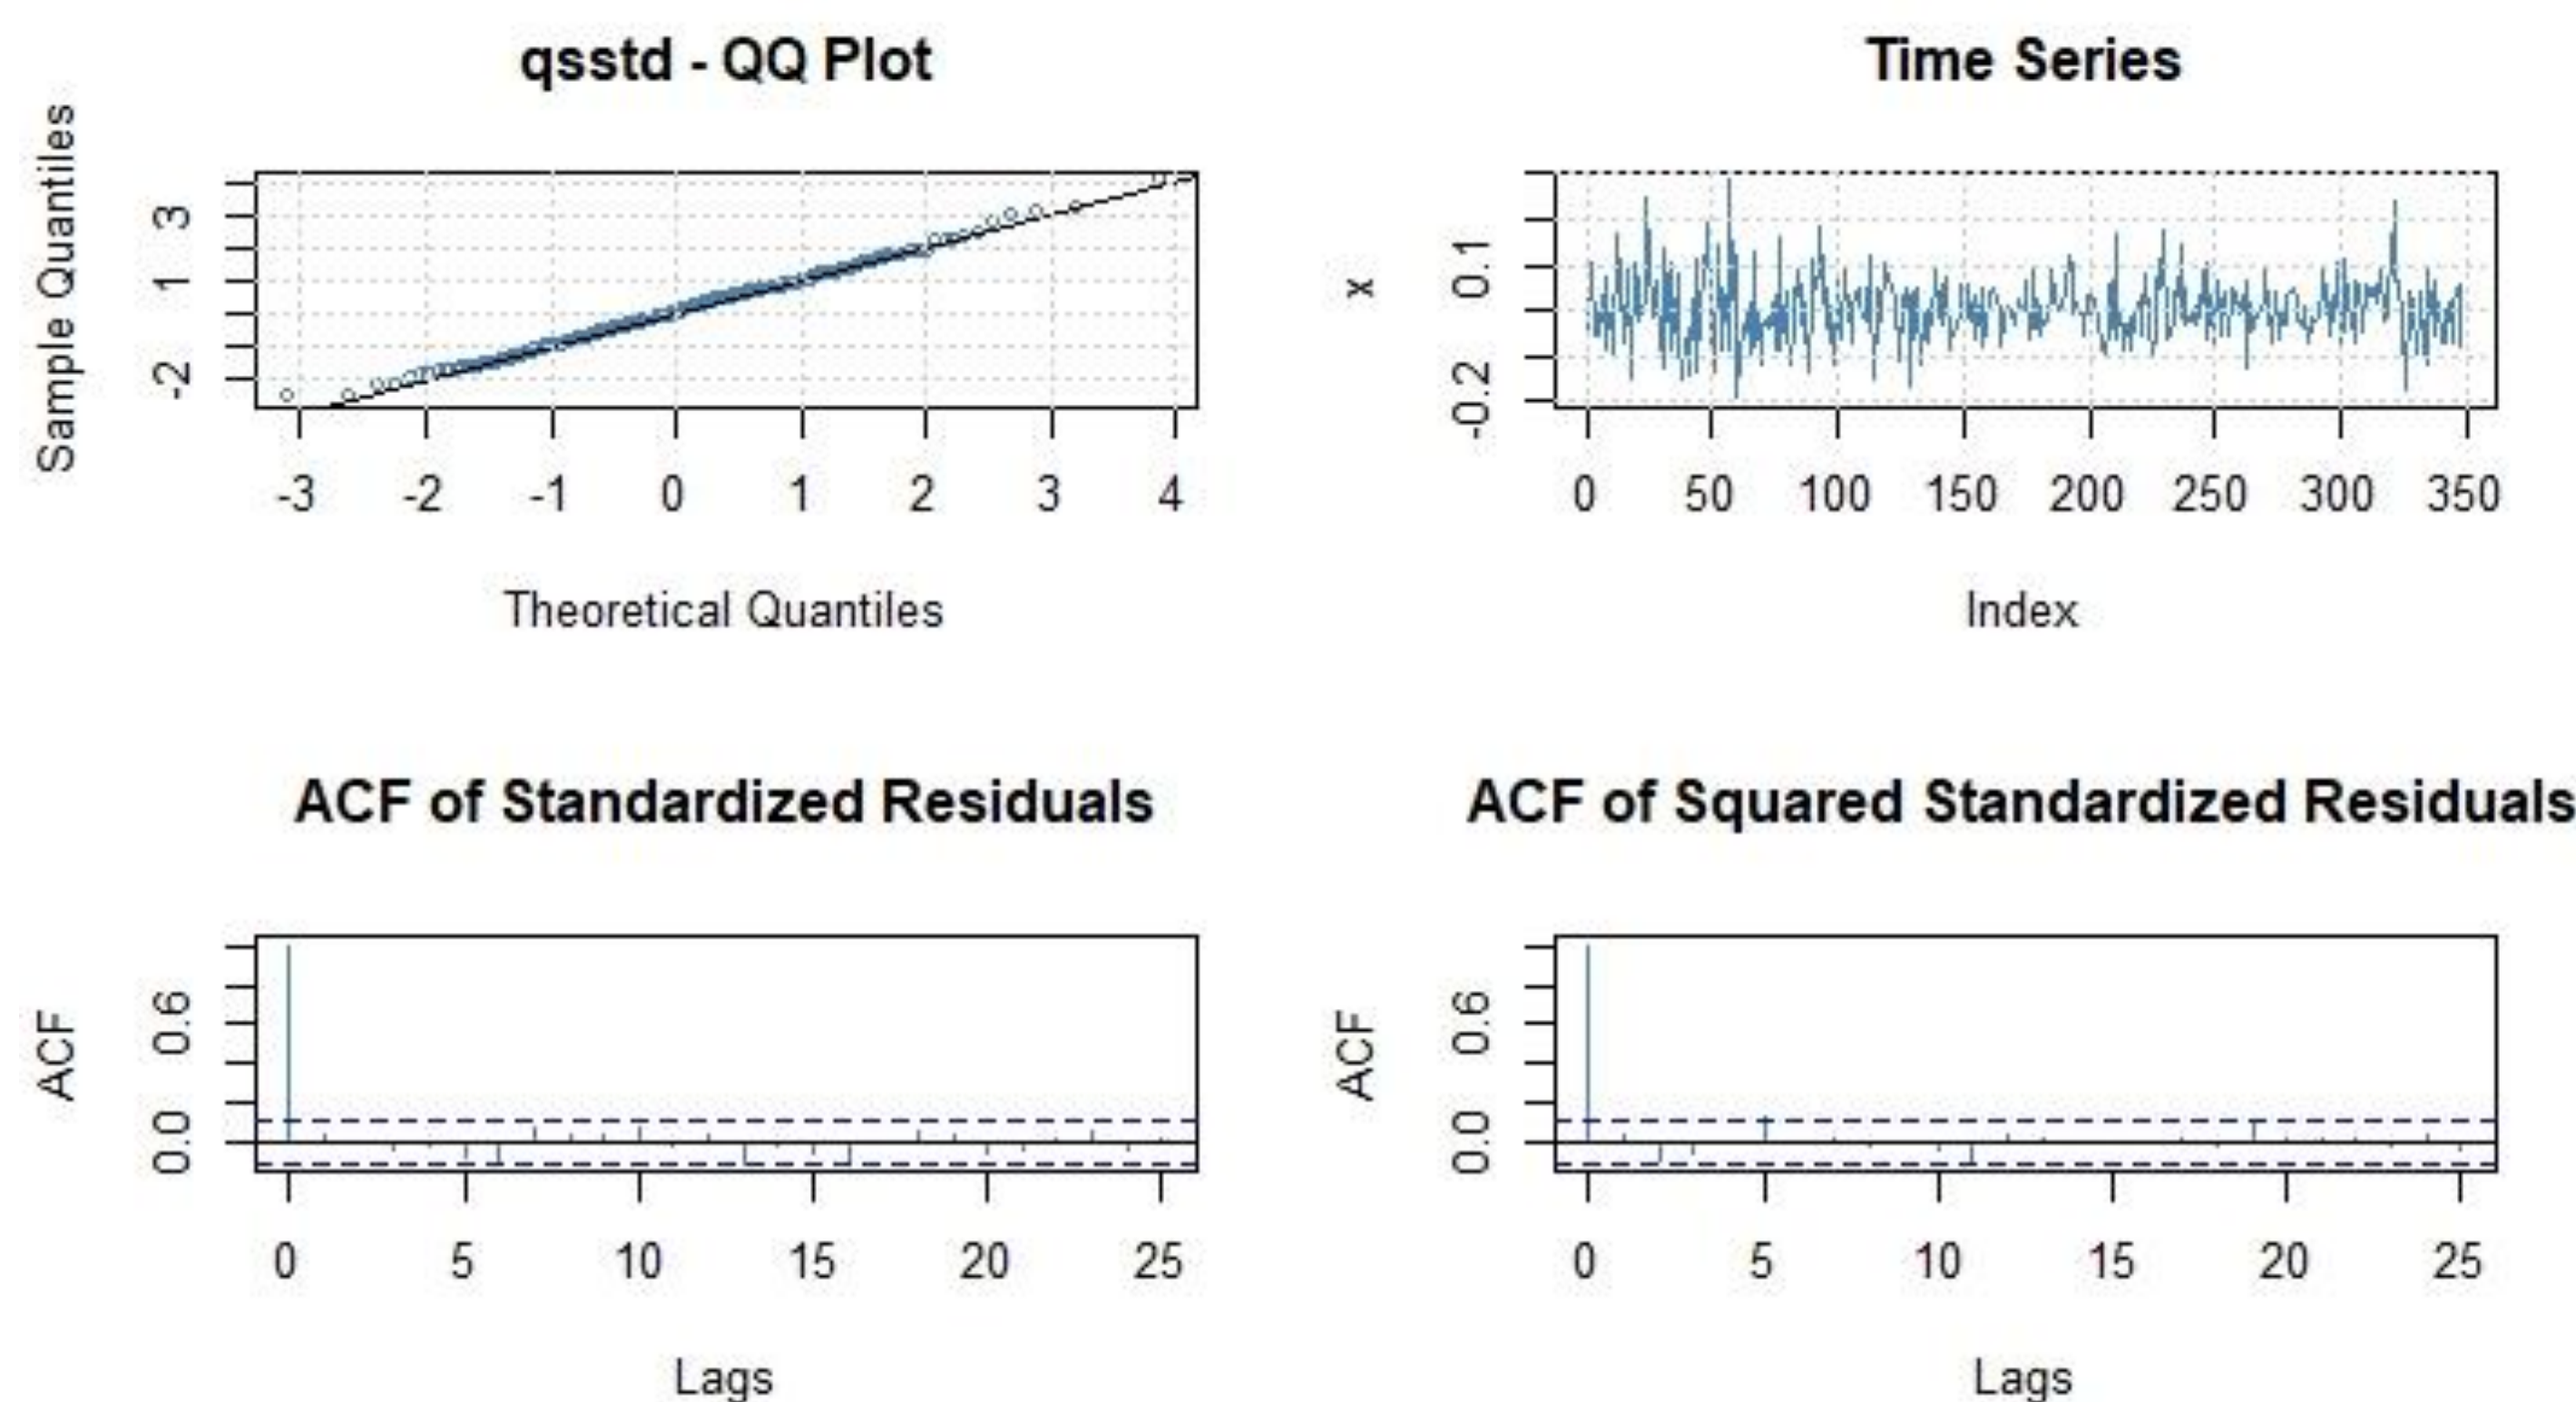 qsstd - QQ Plot
Sample Quantiles
3
1
-2
-3 -2 -1 0 1 2 3 4
Theoretical Quantiles
Time Series
x
0.1
-0.2
0 50 100 150 200 250 300 350
Index
ACF of Standardized Residuals
ACF
0.6
0.0
0 5 10 15 20 25
Lags
ACF of Squared Standardized Residuals
ACF
0.6
0.0
0 5 10 15 20 25
Lags